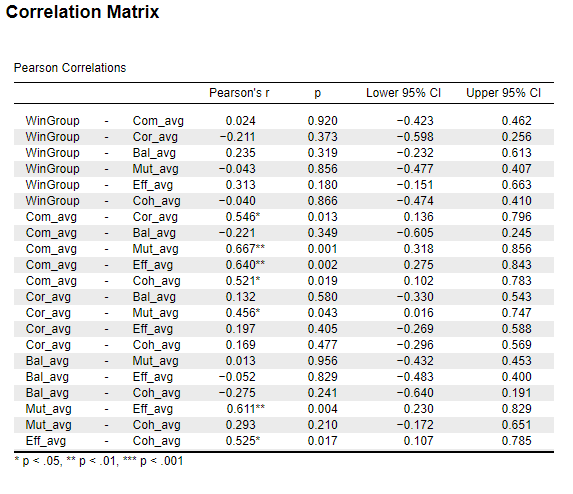 Correlation Matrix
Pearson Correlations
Pearson's r p Lower 95% CI Upper 95% CI
WinGroup - Com_avg 0.024 0.920 −0.423 0.462
WinGroup - Cor_avg −0.211 0.373 −0.598 0.256
WinGroup - Bal_avg 0.235 0.319 −0.232 0.613
WinGroup - Mut_avg −0.043 0.856 −0.477 0.407
WinGroup - Eff_avg 0.313 0.180 −0.151 0.663
WinGroup - Coh_avg −0.040 0.866 −0.474 0.410
Com_avg - Cor_avg 0.546* 0.013 0.136 0.796
Com_avg - Bal_avg −0.221 0.349 −0.605 0.245
Com_avg - Mut_avg 0.667** 0.001 0.318 0.856
Com_avg - Eff_avg 0.640** 0.002 0.275 0.843
Com_avg - Coh_avg 0.521* 0.019 0.102 0.783
Cor_avg - Bal_avg 0.132 0.580 −0.330 0.543
Cor_avg - Mut_avg 0.456* 0.043 0.016 0.747
Cor_avg - Eff_avg 0.197 0.405 −0.269 0.588
Cor_avg - Coh_avg 0.169 0.477 −0.296 0.569
Bal_avg - Mut_avg 0.013 0.956 −0.432 0.453
Bal_avg - Eff_avg −0.052 0.829 −0.483 0.400
Bal_avg - Coh_avg −0.275 0.241 −0.640 0.191
Mut_avg - Eff_avg 0.611** 0.004 0.230 0.829
Mut_avg - Coh_avg 0.293 0.210 −0.172 0.651
Eff_avg - Coh_avg 0.525* 0.017 0.107 0.785
* p < .05, ** p < .01, *** p < .001